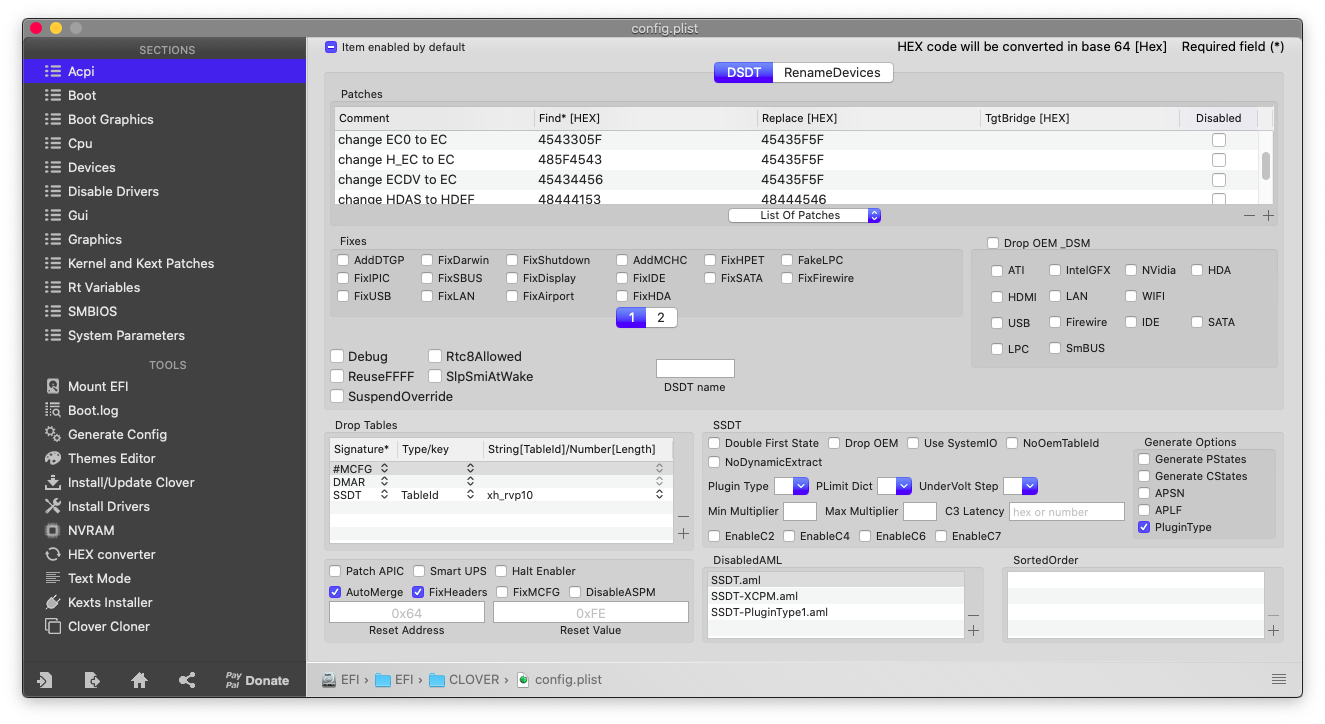 config.plist
SECTIONS
Acpi
Boot
Boot Graphics
Cpu
Devices
Disable Drivers
Gui
Graphics
Kernel and Kext Patches
Rt Variables
SMBIOS
System Parameters
TOOLS
Mount EFI
Boot.log
Generate Config
Themes Editor
Install/Update Clover
Install Drivers
NVRAM
HEX converter
Text Mode
Kexts Installer
Clover Cloner
Pay Pal Donate
Item enabled by default
HEX code will be converted in base 64 [Hex] Required field (*)
DSDT RenameDevices
Patches
Comment Find* [HEX] Replace [HEX] TgtBridge [HEX] Disabled
change EC0 to EC 4543305F 45435F5F
change H_EC to EC 485F4543 45435F5F
change ECDV to EC 45434456 45435F5F
change HDAS to HDEF 48444153 48444546
List Of Patches
Fixes
AddDTGP FixDarwin FixShutdown AddMCHC FixHPET FakeLPC
FixIPIC FixSBUS FixDisplay FixIDE FixSATA FixFirewire
FixUSB FixLAN FixAirport FixHDA
1 2
Drop OEM _DSM
ATI IntelGFX NVidia HDA
HDMI LAN WIFI
USB Firewire IDE SATA
LPC SmBUS
Debug Rtc8Allowed
ReuseFFFF SlpSmiAtWake
SuspendOverride
DSDT name
Drop Tables
Signature* Type/key String[TableId]/Number[Length]
#MCFG
DMAR
SSDT TableId xh_rvp10
SSDT
Double First State Drop OEM Use SystemIO NoOemTableId
NoDynamicExtract
Plugin Type PLimit Dict UnderVolt Step
Min Multiplier Max Multiplier C3 Latency hex or number
EnableC2 EnableC4 EnableC6 EnableC7
Generate Options
Generate PStates
Generate CStates
APSN
APLF
PluginType
Patch APIC Smart UPS Halt Enabler
AutoMerge FixHeaders FixMCFG DisableASPM
0x64 0xFE
Reset Address Reset Value
DisabledAML
SSDT.aml
SSDT-XCPM.aml
SSDT-PluginType1.aml
SortedOrder
EFI › EFI › CLOVER › config.plist